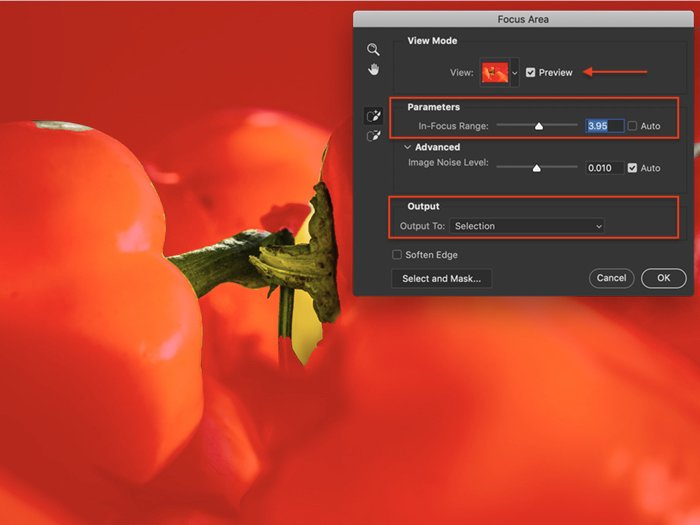 Focus Area
View Mode
View:
Preview
Parameters
In-Focus Range:
3.95
Auto
Advanced
Image Noise Level:
0.010
Auto
Output
Output To:
Selection
Soften Edge
Select and Mask...
Cancel
OK